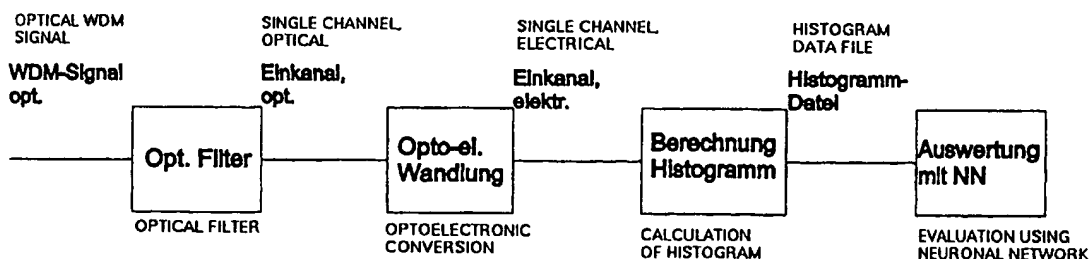 OPTICAL WDM
SIGNAL
WDM-Signal
opt.
SINGLE CHANNEL,
OPTICAL
Einkanal,
opt.
SINGLE CHANNEL,
ELECTRICAL
Einkanal,
elektr.
HISTOGRAM
DATA FILE
Histogramm-
Datei
Opt. Filter
OPTICAL FILTER
Opto-el.
Wandlung
OPTOELECTRONIC
CONVERSION
Berechnung
Histogramm
CALCULATION
OF HISTOGRAM
Auswertung
mit NN
EVALUATION USING
NEURONAL NETWORK